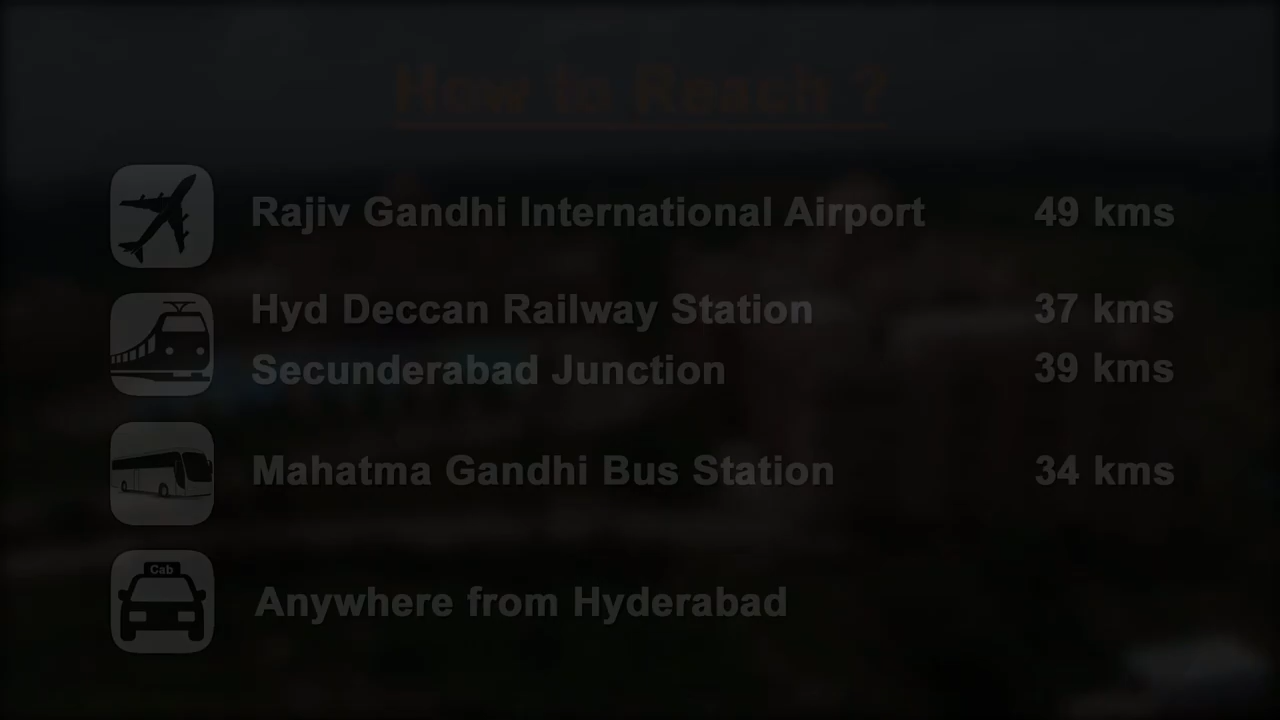 How to Reach ?
Rajiv Gandhi International Airport 49 kms
Hyd Deccan Railway Station 37 kms
Secunderabad Junction 39 kms
Mahatma Gandhi Bus Station 34 kms
Cab
Anywhere from Hyderabad